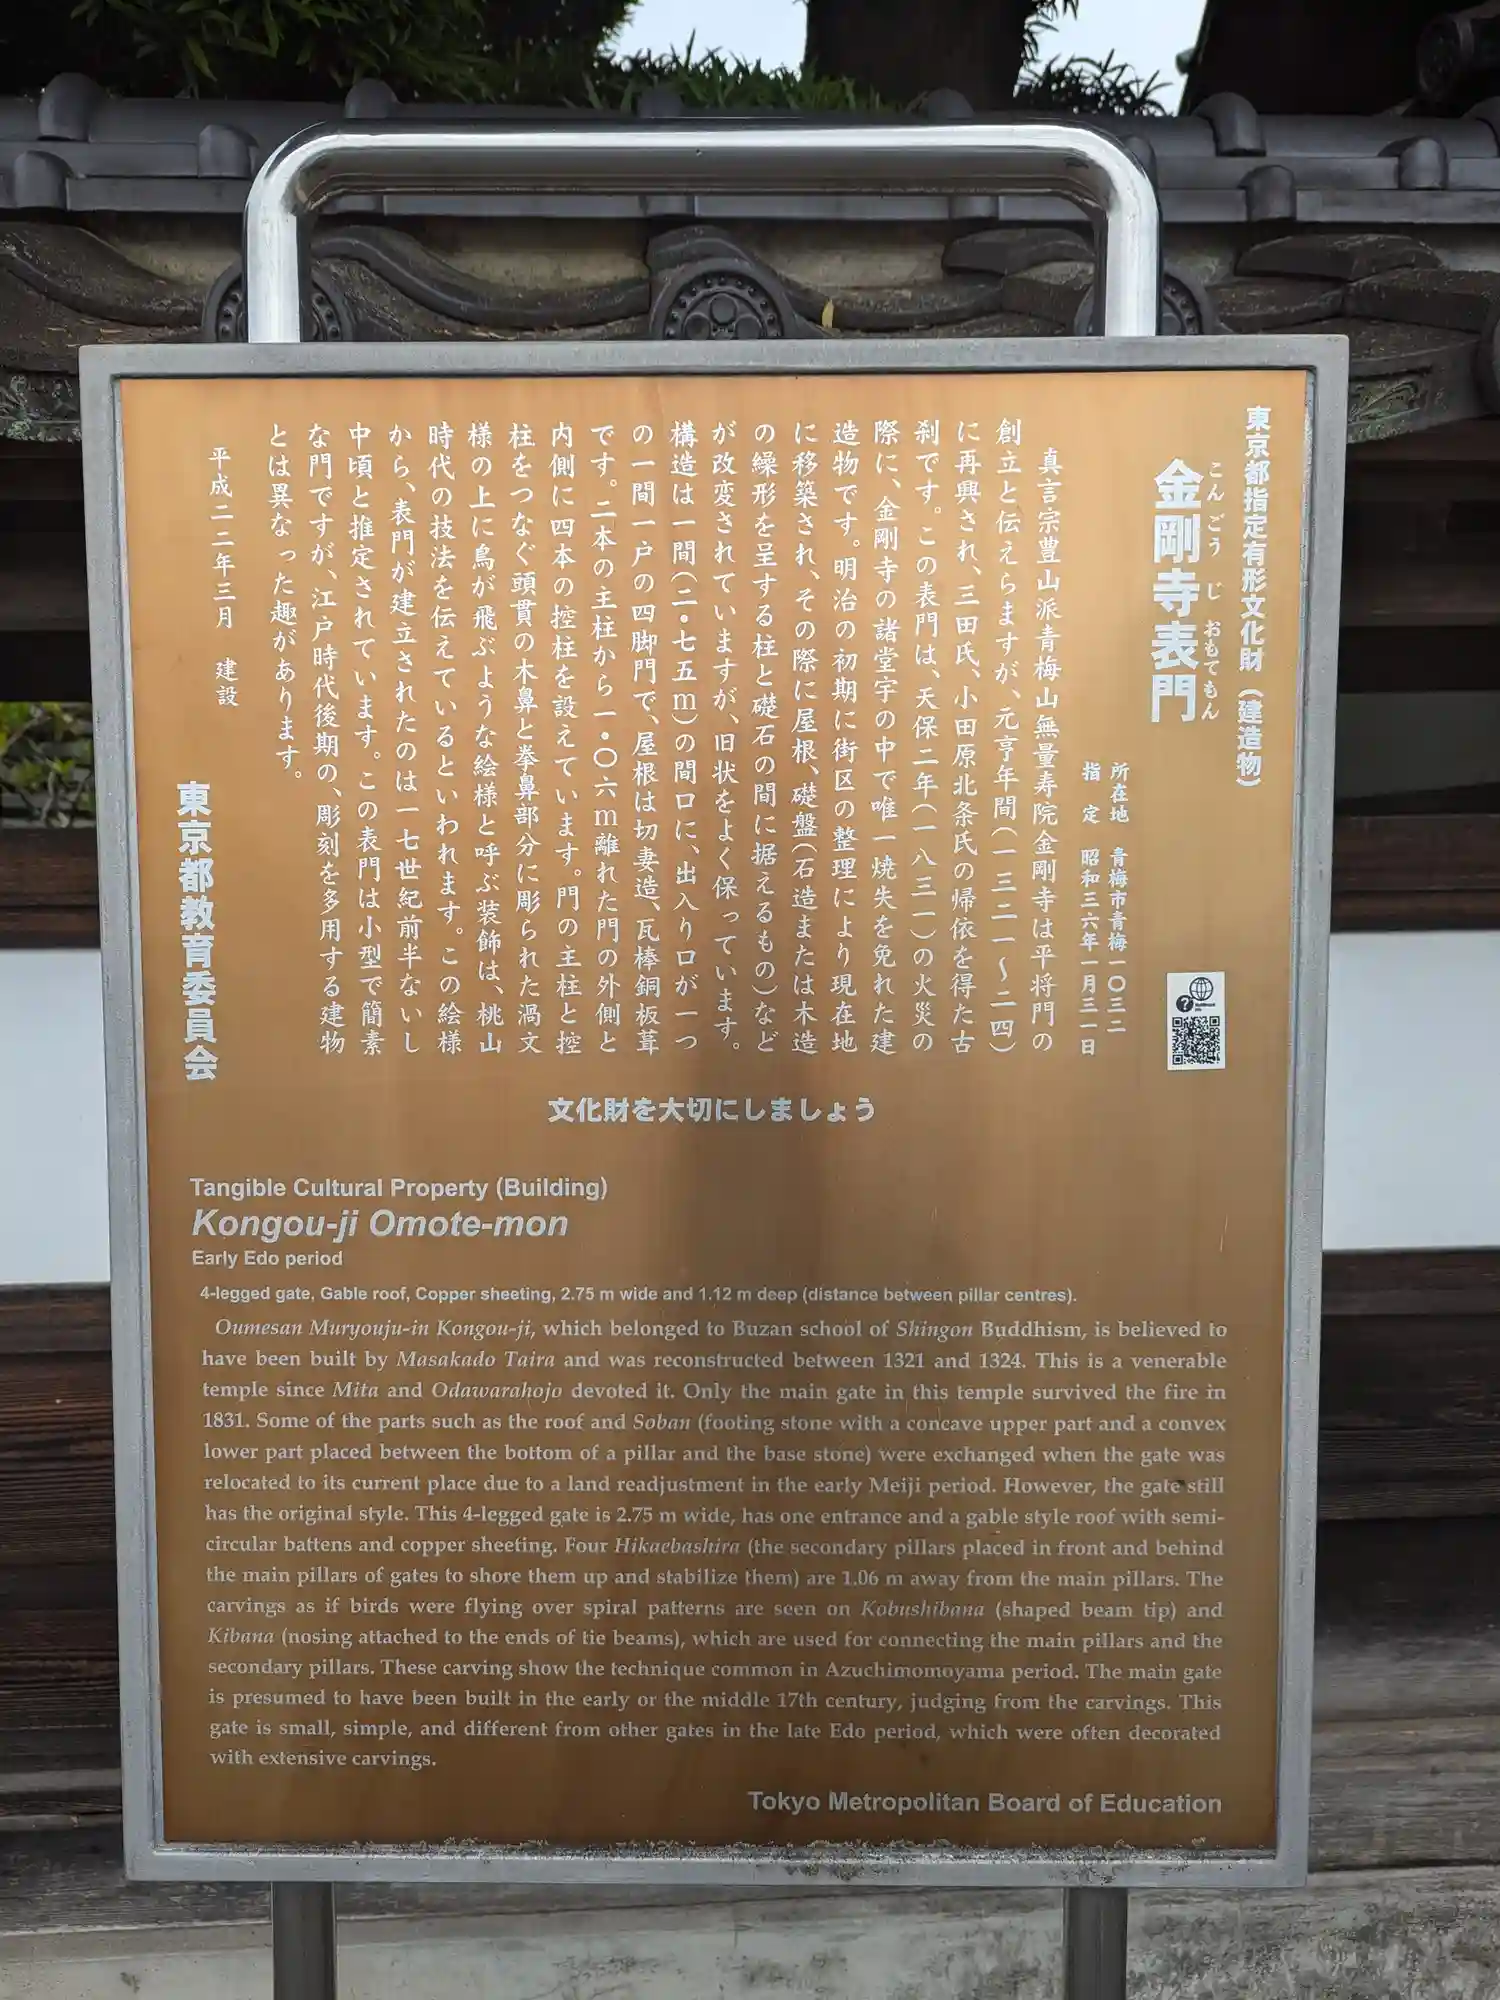 東京都指定有形文化財（建造物）
こんごう じ おもてもん
金剛寺表門
所在地 青梅市青梅一〇三二
指 定 昭和三六年一月三一日
真言宗豊山派青梅山無量寿院金剛寺は平将門の
創立と伝えらますが、元亨年間（一三二一〜二四）
に再興され、三田氏、小田原北条氏の帰依を得た古
刹です。この表門は、天保二年（一八三一）の火災の
際に、金剛寺の諸堂宇の中で唯一焼失を免れた建
造物です。明治の初期に街区の整理により現在地
に移築され、その際に屋根、礎盤（石造または木造
の繰形を呈する柱と礎石の間に据えるもの）など
が改変されていますが、旧状をよく保っています。
構造は一間（二・七五ｍ）の間口に、出入り口が一つ
の一間一戸の四脚門で、屋根は切妻造、瓦棒銅板葺
です。二本の主柱から一・〇六ｍ離れた門の外側と
内側に四本の控柱を設えています。門の主柱と控
柱をつなぐ頭貫の木鼻と拳鼻部分に彫られた渦文
様の上に鳥が飛ぶような絵様と呼ぶ装飾は、桃山
時代の技法を伝えているといわれます。この絵様
から、表門が建立されたのは一七世紀前半ないし
中頃と推定されています。この表門は小型で簡素
な門ですが、江戸時代後期の、彫刻を多用する建物
とは異なった趣があります。
平成二二年三月 建設
東京都教育委員会
文化財を大切にしましょう
Tangible Cultural Property (Building)
Kongou-ji Omote-mon
Early Edo period
4-legged gate, Gable roof, Copper sheeting, 2.75 m wide and 1.12 m deep (distance between pillar centres).
Oumesan Muryouju-in Kongou-ji, which belonged to Buzan school of Shingon Buddhism, is believed to
have been built by Masakado Taira and was reconstructed between 1321 and 1324. This is a venerable
temple since Mita and Odawarahojo devoted it. Only the main gate in this temple survived the fire in
1831. Some of the parts such as the roof and Soban (footing stone with a concave upper part and a convex
lower part placed between the bottom of a pillar and the base stone) were exchanged when the gate was
relocated to its current place due to a land readjustment in the early Meiji period. However, the gate still
has the original style. This 4-legged gate is 2.75 m wide, has one entrance and a gable style roof with semi-
circular battens and copper sheeting. Four Hikaebashira (the secondary pillars placed in front and behind
the main pillars of gates to shore them up and stabilize them) are 1.06 m away from the main pillars. The
carvings as if birds were flying over spiral patterns are seen on Kobushibana (shaped beam tip) and
Kibana (nosing attached to the ends of tie beams), which are used for connecting the main pillars and the
secondary pillars. These carving show the technique common in Azuchimomoyama period. The main gate
is presumed to have been built in the early or the middle 17th century, judging from the carvings. This
gate is small, simple, and different from other gates in the late Edo period, which were often decorated
with extensive carvings.
Tokyo Metropolitan Board of Education